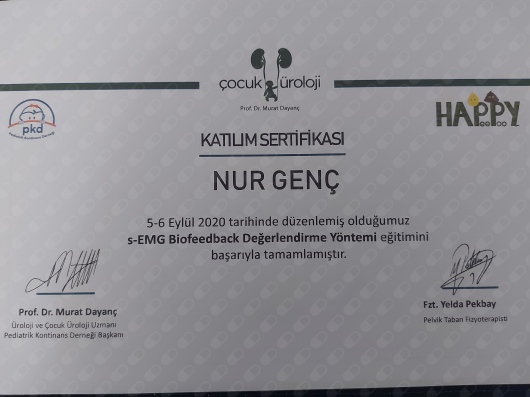 çocuk üroloji
Prof. Dr. Murat Dayanç
pkd
HAPPY
PooPoo
KATILIM SERTİFİKASI
NUR GENÇ
5-6 Eylül 2020 tarihinde düzenlemiş olduğumuz
s-EMG Biofeedback Değerlendirme Yöntemi eğitimini
başarıyla tamamlamıştır.
Prof. Dr. Murat Dayanç
Üroloji ve Çocuk Üroloji Uzmanı
Pediatrik Kontinans Derneği Başkanı
Fzt. Yelda Pekbay
Pelvik Taban Fizyoterapisti